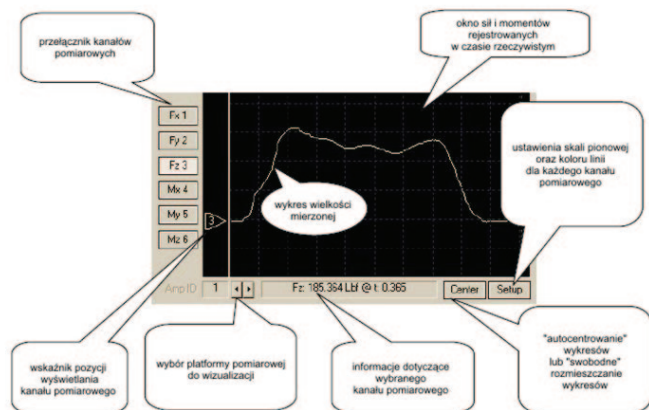 przełącznik kanałów
pomiarowych
okno sił i momentów
rejestrowanych
w czasie rzeczywistym
Fx 1
Fy 2
Fz 3
Mx 4
My 5
Mz 6
ustawienia skali pionowej
oraz koloru linii
dla każdego kanału
pomiarowego
wykres wielkości
mierzonej
3
Amp ID
1
Fz: 185.364 Lbf @ t: 0.365
Center
Setup
wskaźnik pozycji
wyświetlania
kanału pomiarowego
wybór platformy pomiarowej
do wizualizacji
informacje dotyczące
wybranego
kanału pomiarowego
"autocentrowanie"
wykresów
lub "swobodne"
rozmieszczanie
wykresów